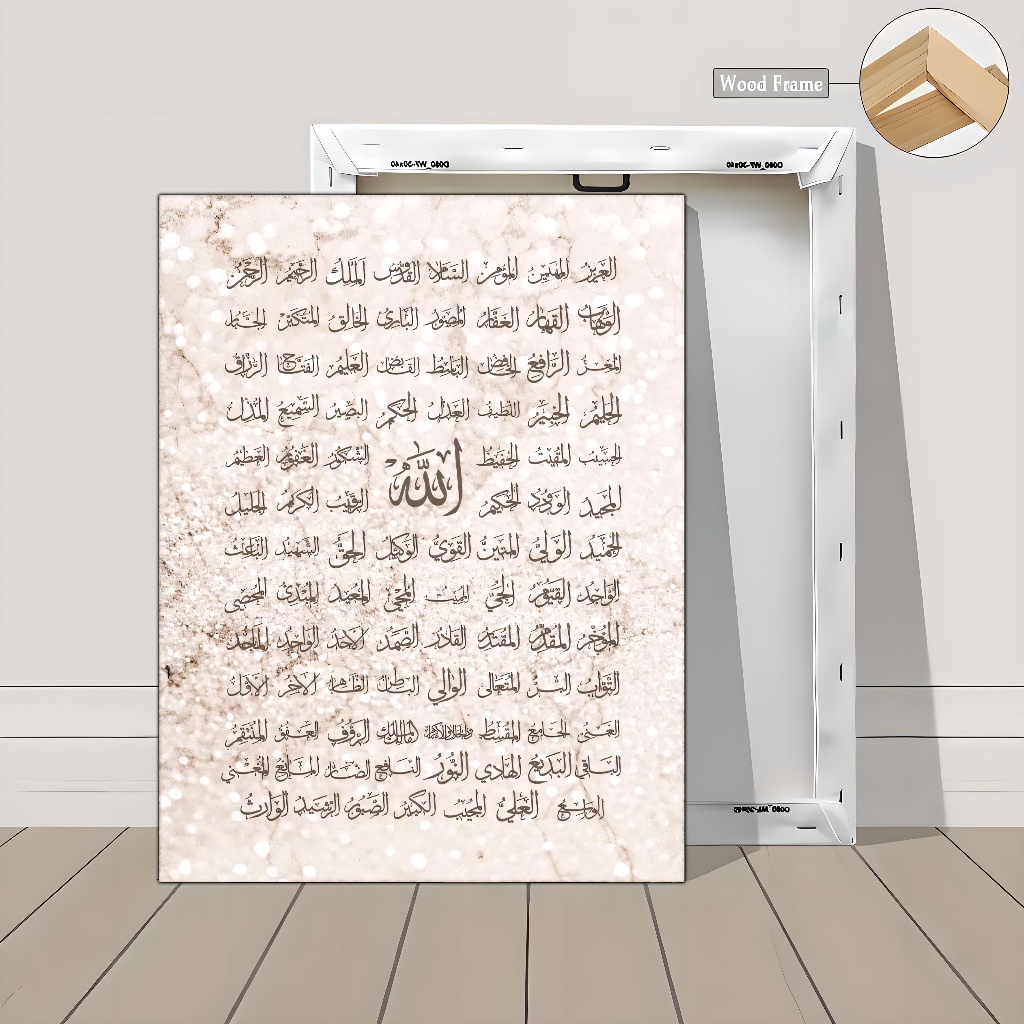 Wood Frame
العزيز المهيمن المؤمن السلام القدوس الملك الرحيم الرحمن
الوهاب القهار الغفار المصور البارئ الخالق المتكبر الجبار
المعز الرافع الخافض الباسط القابض العليم الفتاح الرزاق
الحليم الخبير اللطيف العدل الحكم البصير السميع المذل
الحسيب المقيت الحفيظ الشكور الغفور العظيم
الله
المجيد الودود الحكيم الرقيب الكريم الجليل
الحميد الولي المتين القوي الوكيل الحق الشهيد الباعث
الواجد القيوم الحي المميت المحيي المعيد المبدئ المحصي
المؤخر المقدم المقتدر القادر الصمد الاحد الواحد الماجد
التواب البر المتعالي الوالي الباطن الظاهر الآخر الأول
الغني الجامع المقسط ذو الجلال والإكرام مالك الملك الرؤوف العفو المنتقم
الباقي البديع الهادي النور النافع الضار المانع المغني
الواسع العلي المجيب الكبير الصبور الرشيد الوارث